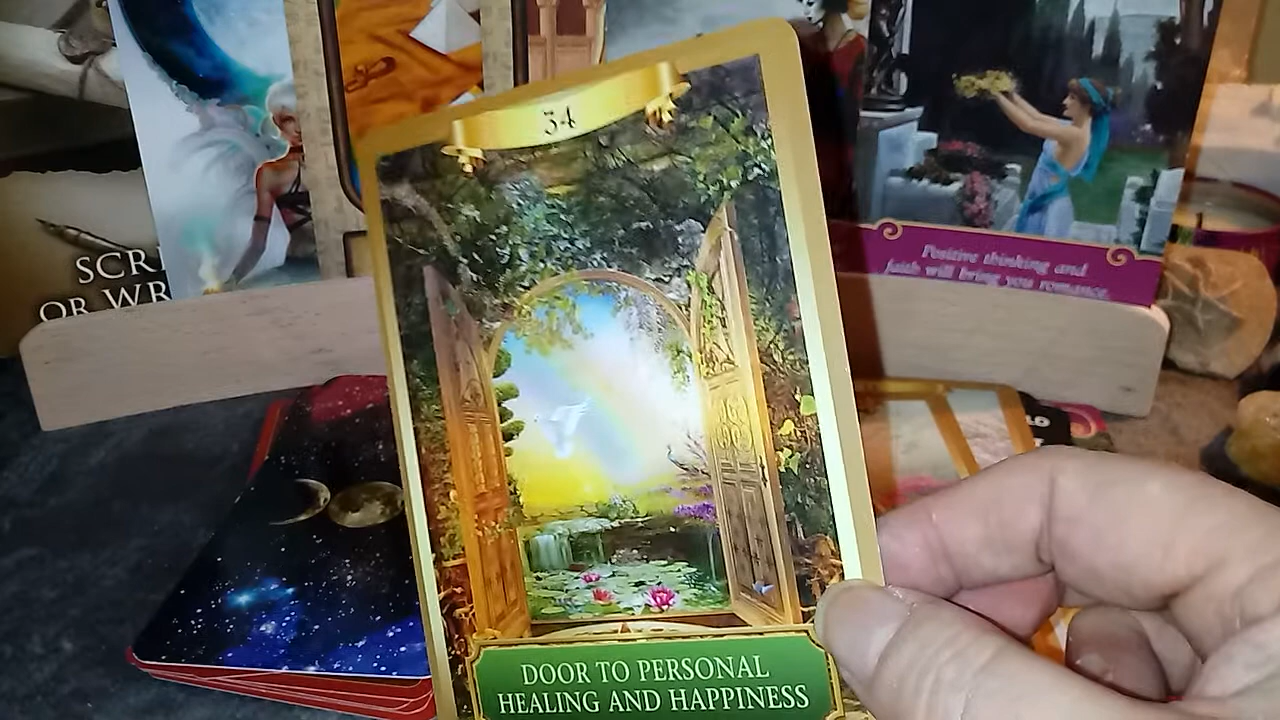 34
DOOR TO PERSONAL
HEALING AND HAPPINESS
Positive thinking and
faith will bring you romance.
SCR
OR WR